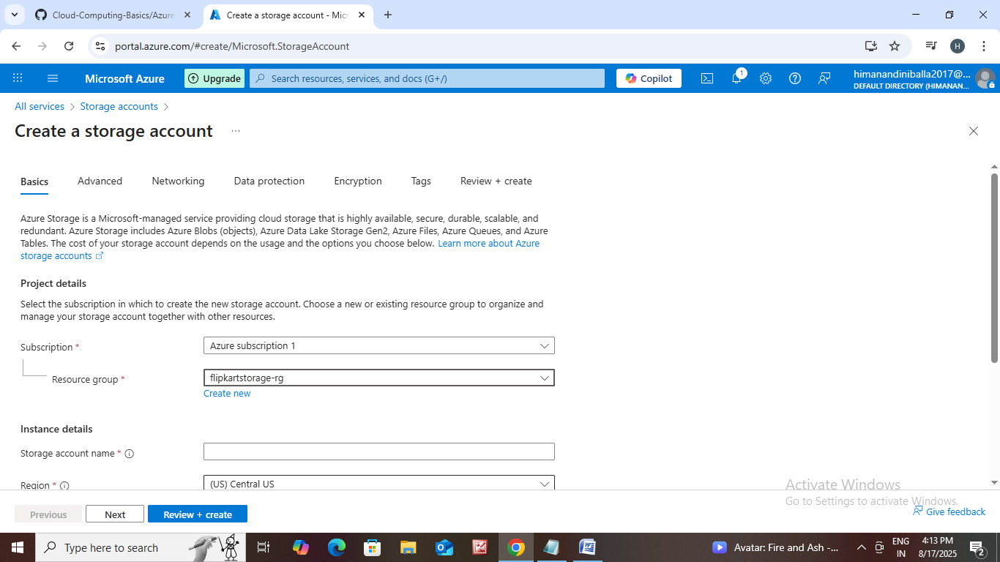 Cloud-Computing-Basics/Azure
Create a storage account - Micr
portal.azure.com/#create/Microsoft.StorageAccount
H
Microsoft Azure
Upgrade
Search resources, services, and docs (G+/)
Copilot
1
himanandiniballa2017@...
DEFAULT DIRECTORY (HIMANAN...
All services > Storage accounts >
Create a storage account ...
Basics Advanced Networking Data protection Encryption Tags Review + create
Azure Storage is a Microsoft-managed service providing cloud storage that is highly available, secure, durable, scalable, and
redundant. Azure Storage includes Azure Blobs (objects), Azure Data Lake Storage Gen2, Azure Files, Azure Queues, and Azure
Tables. The cost of your storage account depends on the usage and the options you choose below. Learn more about Azure
storage accounts
Project details
Select the subscription in which to create the new storage account. Choose a new or existing resource group to organize and
manage your storage account together with other resources.
Subscription *
Azure subscription 1
Resource group *
flipkartstorage-rg
Create new
Instance details
Storage account name *
Region *
(US) Central US
Activate Windows
Go to Settings to activate Windows.
Previous
Next
Review + create
Give feedback
Type here to search
Avatar: Fire and Ash -...
ENG
IN
4:13 PM
8/17/2025
2